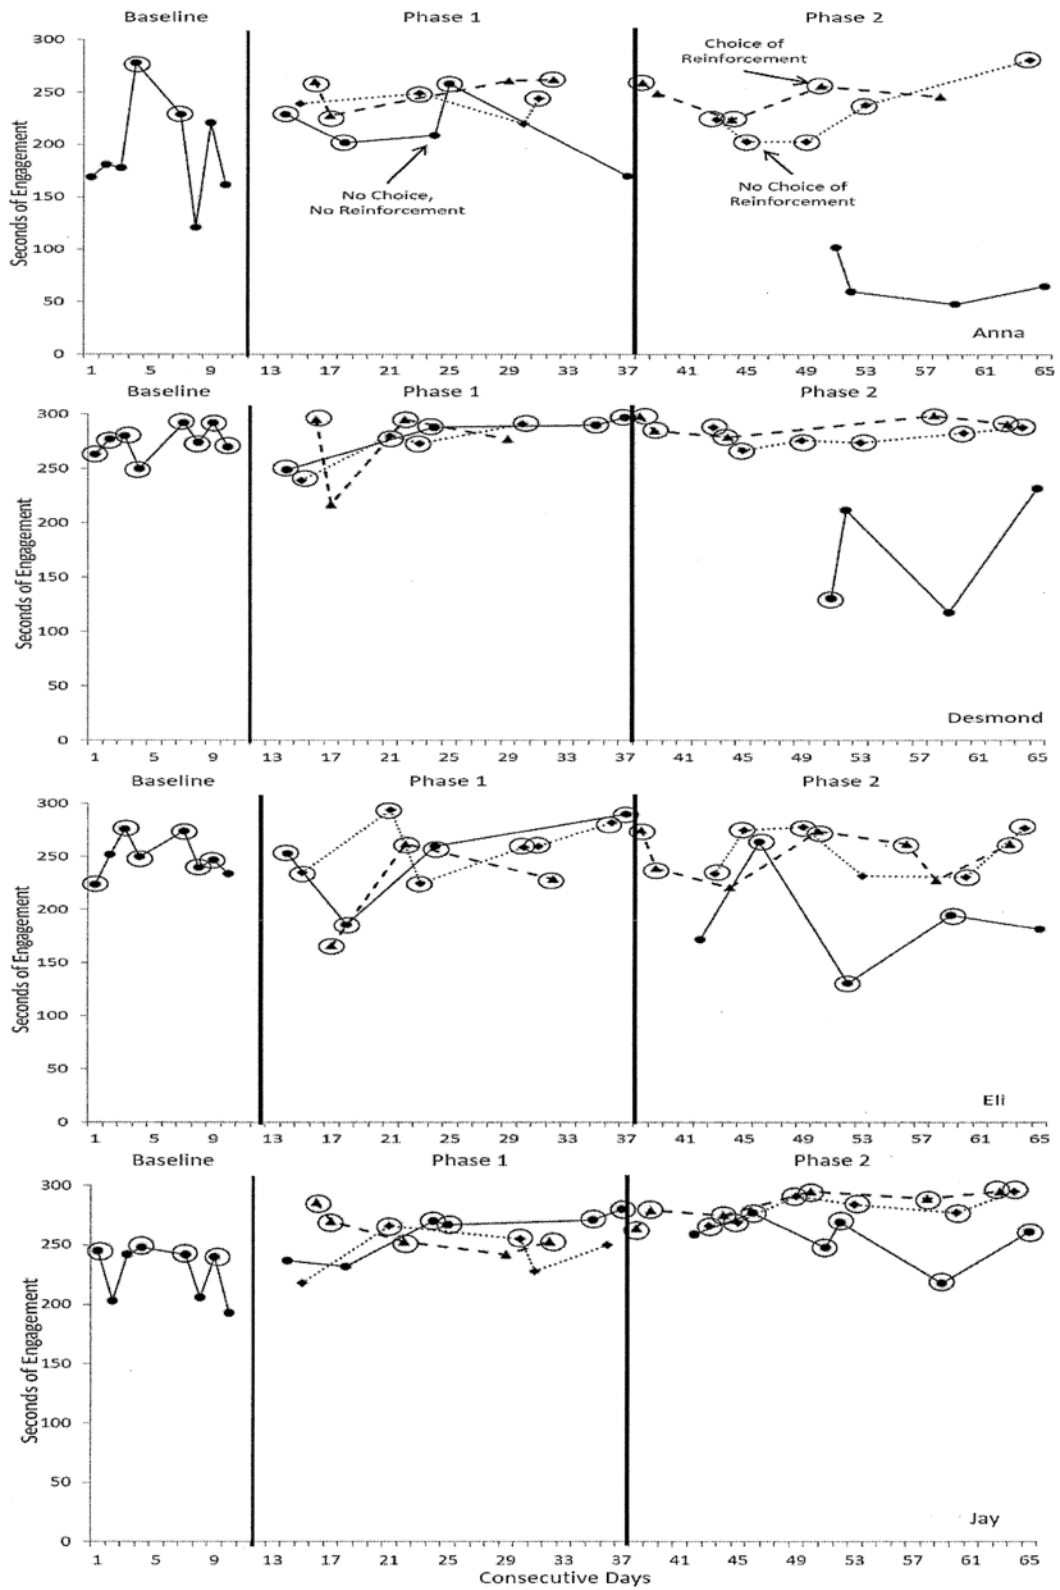 Baseline Phase 1 Phase 2
300
250
200
150
100
50
0
Seconds of Engagement
No Choice,
No Reinforcement
Choice of
Reinforcement
No Choice of
Reinforcement
Anna
1 5 9 13 17 21 25 29 33 37 41 45 49 53 57 61 65
Baseline Phase 1 Phase 2
300
250
200
150
100
50
0
Seconds of Engagement
Desmond
1 5 9 13 17 21 25 29 33 37 41 45 49 53 57 61 65
Baseline Phase 1 Phase 2
300
250
200
150
100
50
0
Seconds of Engagement
Eli
1 5 9 13 17 21 25 29 33 37 41 45 49 53 57 61 65
Baseline Phase 1 Phase 2
300
250
200
150
100
50
0
Seconds of Engagement
Jay
1 5 9 13 17 21 25 29 33 37 41 45 49 53 57 61 65
Consecutive Days